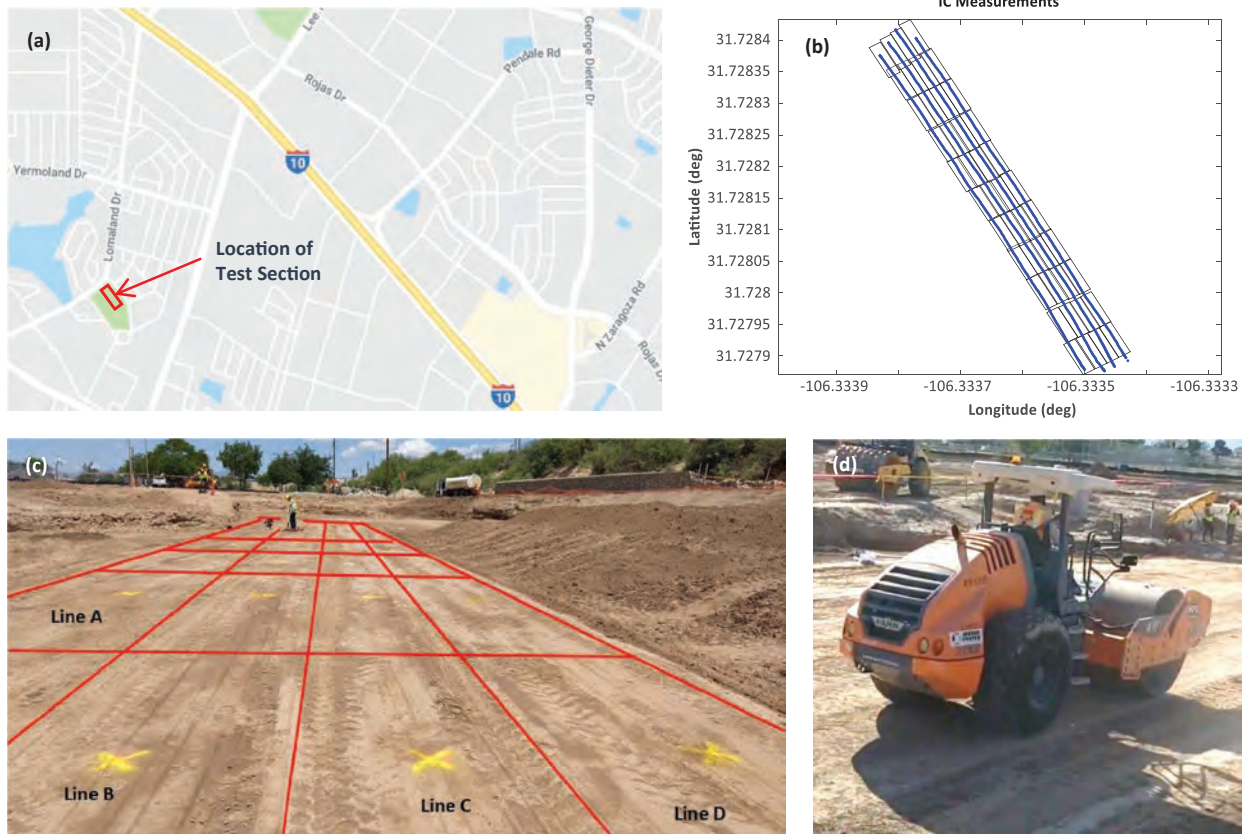 (a)
Lee
Rojas Dr
Pendale Rd
George Dieter Dr
10
Yermoland Dr
Lomaland Dr
Location of
Test Section
N Zaragoza Rd
Rojas Dr
10
IC Measurements
(b)
31.7284
31.72835
31.7283
31.72825
31.7282
31.72815
31.7281
31.72805
31.728
31.72795
31.7279
Latitude (deg)
-106.3339
-106.3337
-106.3335
-106.3333
Longitude (deg)
(c)
Line A
Line B
Line C
Line D
(d)
HAMM